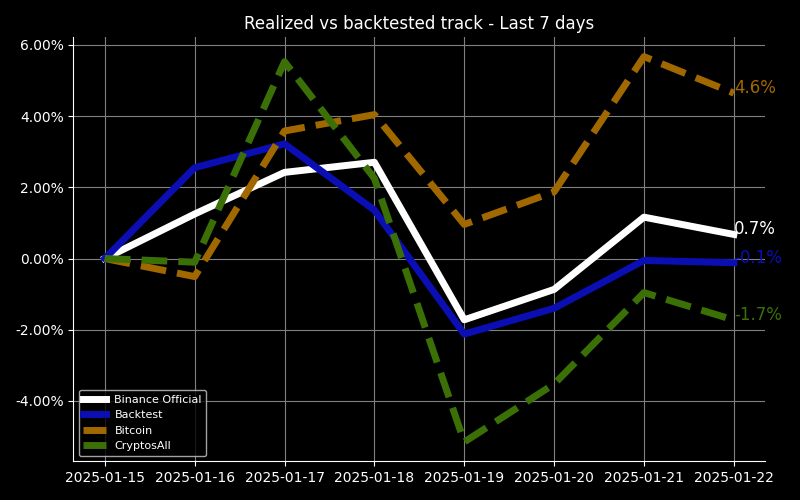 Realized vs backtested track - Last 7 days
6.00%
4.00%
2.00%
0.00%
-2.00%
-4.00%
4.6%
0.7%
-0.1%
-1.7%
Binance Official
Backtest
Bitcoin
CryptosAll
2025-01-15 2025-01-16 2025-01-17 2025-01-18 2025-01-19 2025-01-20 2025-01-21 2025-01-22